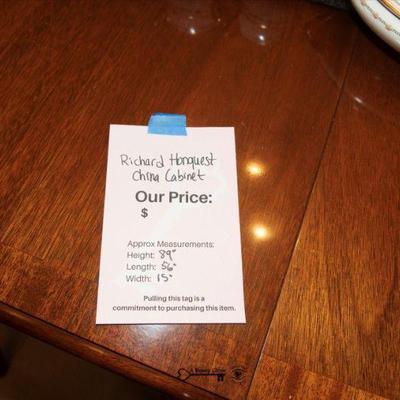 Richard Honquest
China Cabinet
Our Price:
$
Approx Measurements:
Height: 89"
Length: 56"
Width: 15"
Pulling this tag is a
commitment to purchasing this item.